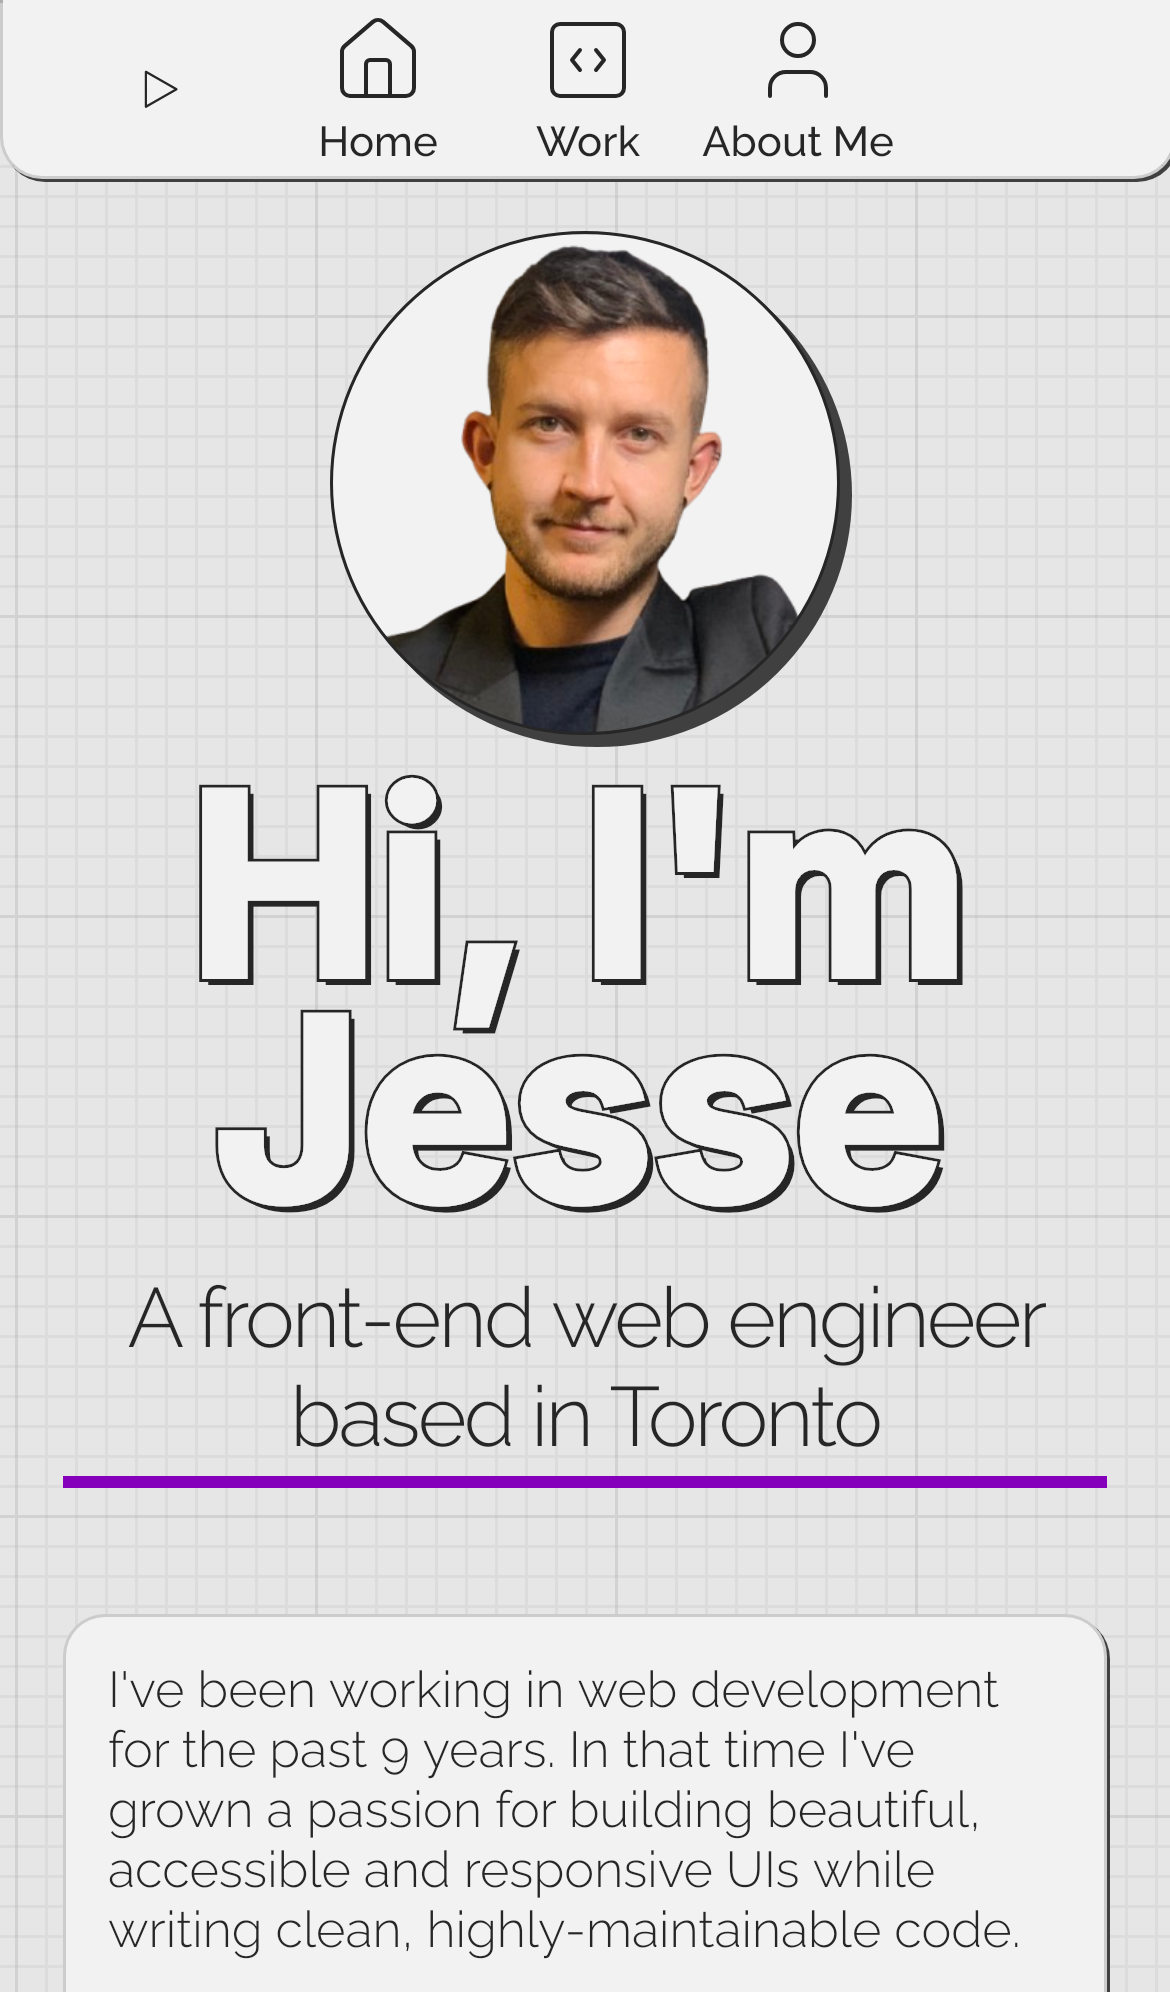 Home Work About Me
Hi, I'm
Jesse
A front-end web engineer
based in Toronto
I've been working in web development
for the past 9 years. In that time I've
grown a passion for building beautiful,
accessible and responsive UIs while
writing clean, highly-maintainable code.